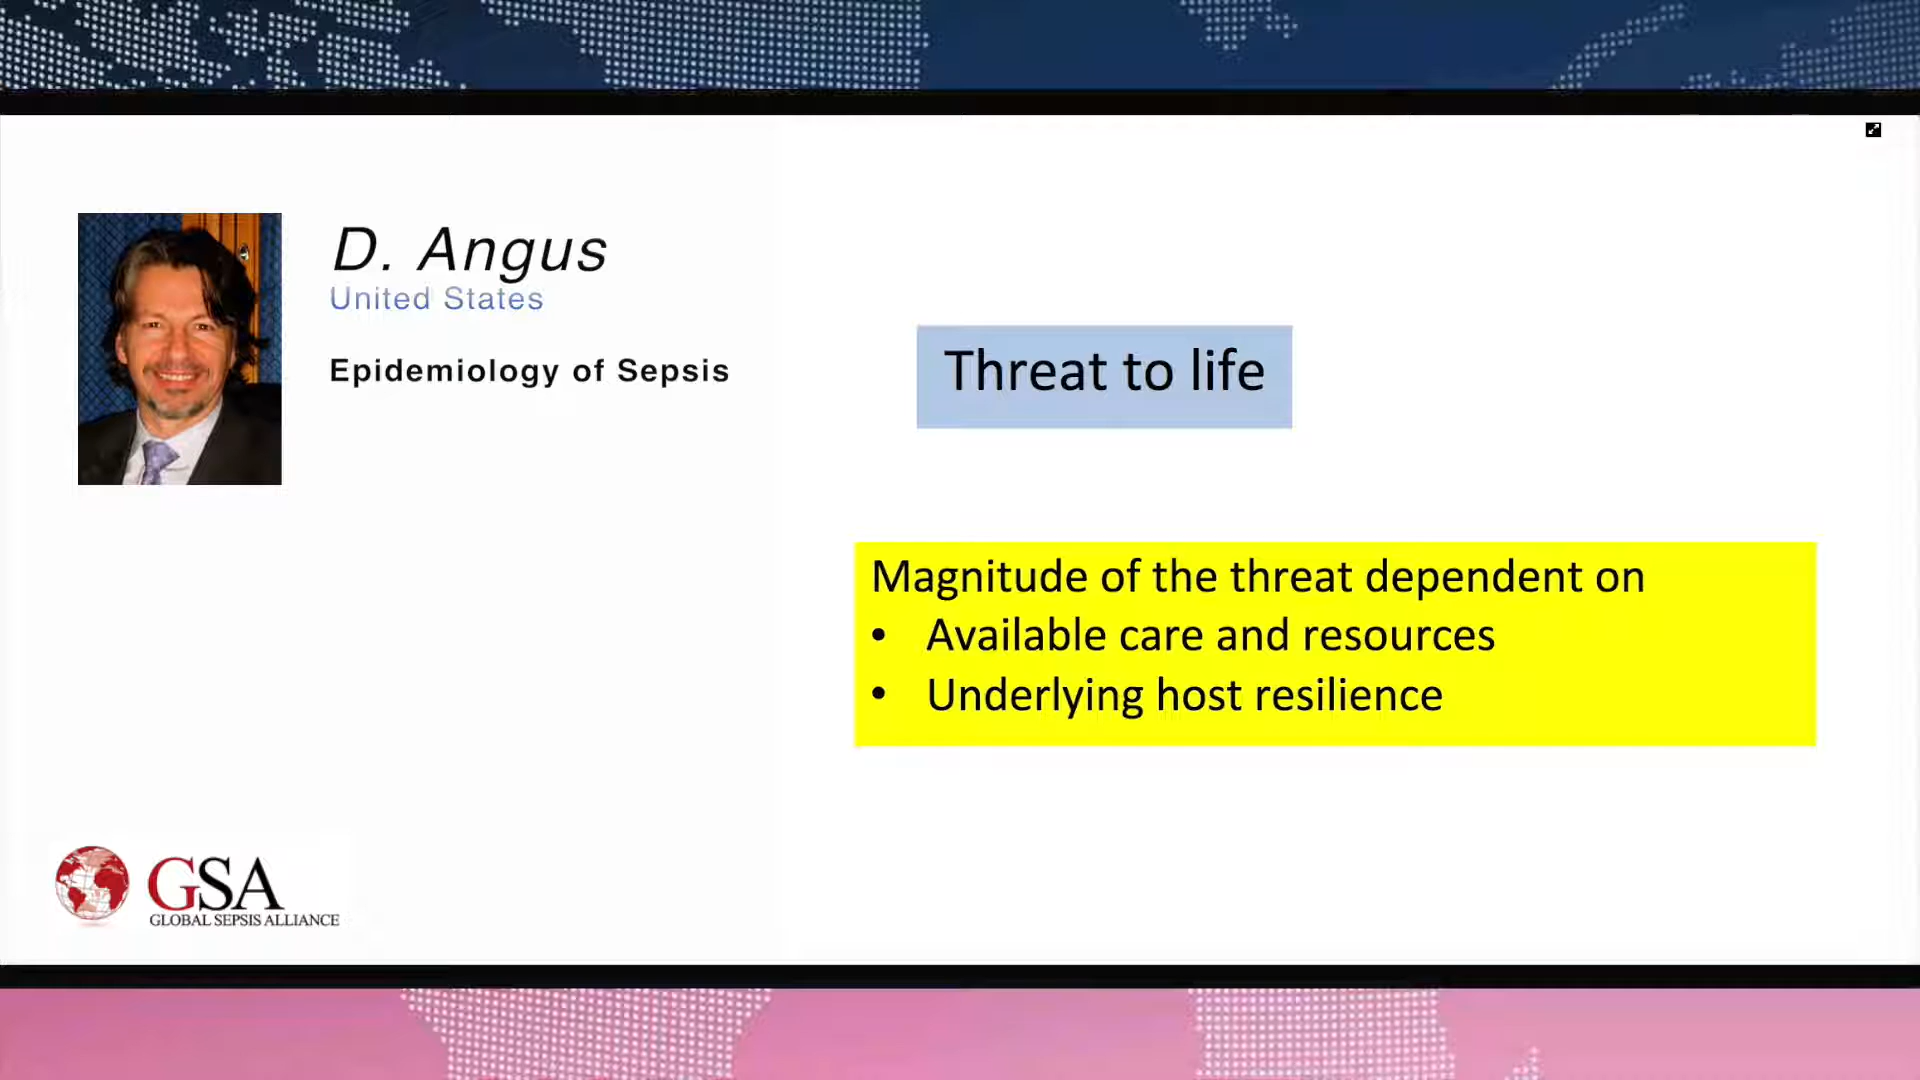 D. Angus
United States
Epidemiology of Sepsis
Threat to life
Magnitude of the threat dependent on
• Available care and resources
• Underlying host resilience
GSA
GLOBAL SEPSIS ALLIANCE